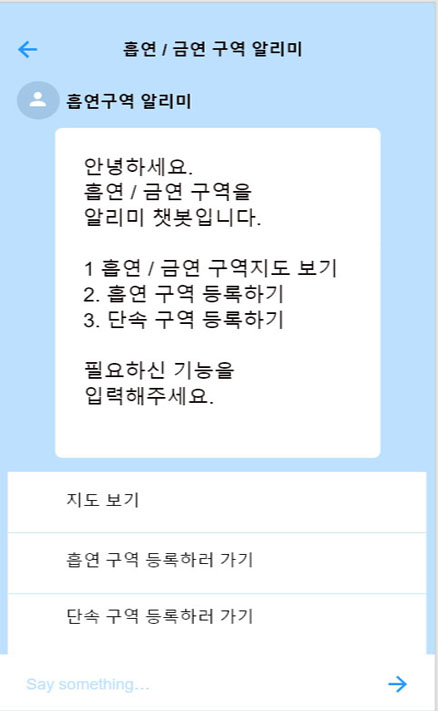 흡연 / 금연 구역 알리미
흡연구역 알리미
안녕하세요.
흡연 / 금연 구역을
알리미 챗봇입니다.
1 흡연 / 금연 구역지도 보기
2. 흡연 구역 등록하기
3. 단속 구역 등록하기
필요하신 기능을
입력해주세요.
지도 보기
흡연 구역 등록하러 가기
단속 구역 등록하러 가기
Say something...